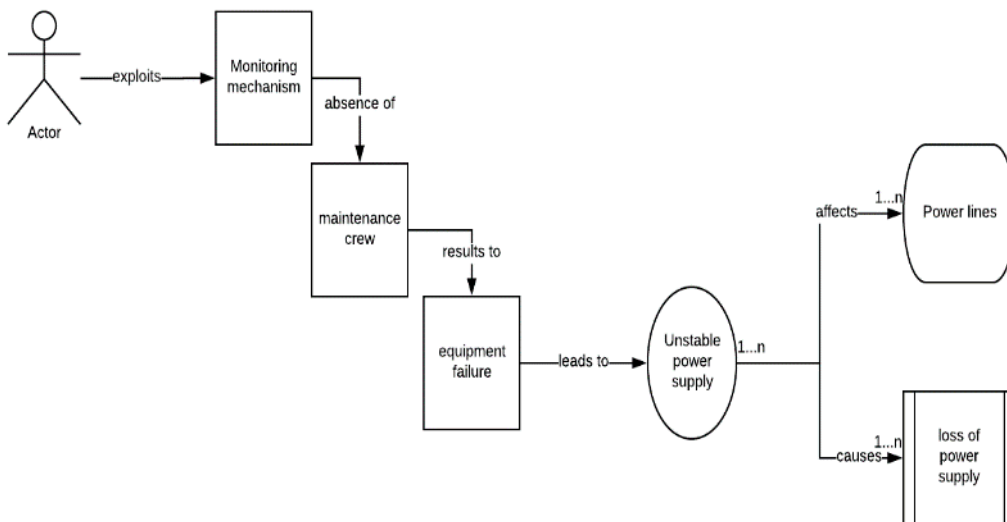 Actor
exploits
Monitoring
mechanism
absence of
maintenance
crew
results to
equipment
failure
leads to
Unstable
power
supply
1...n
affects
1...n
Power lines
causes
1...n
loss of
power
supply